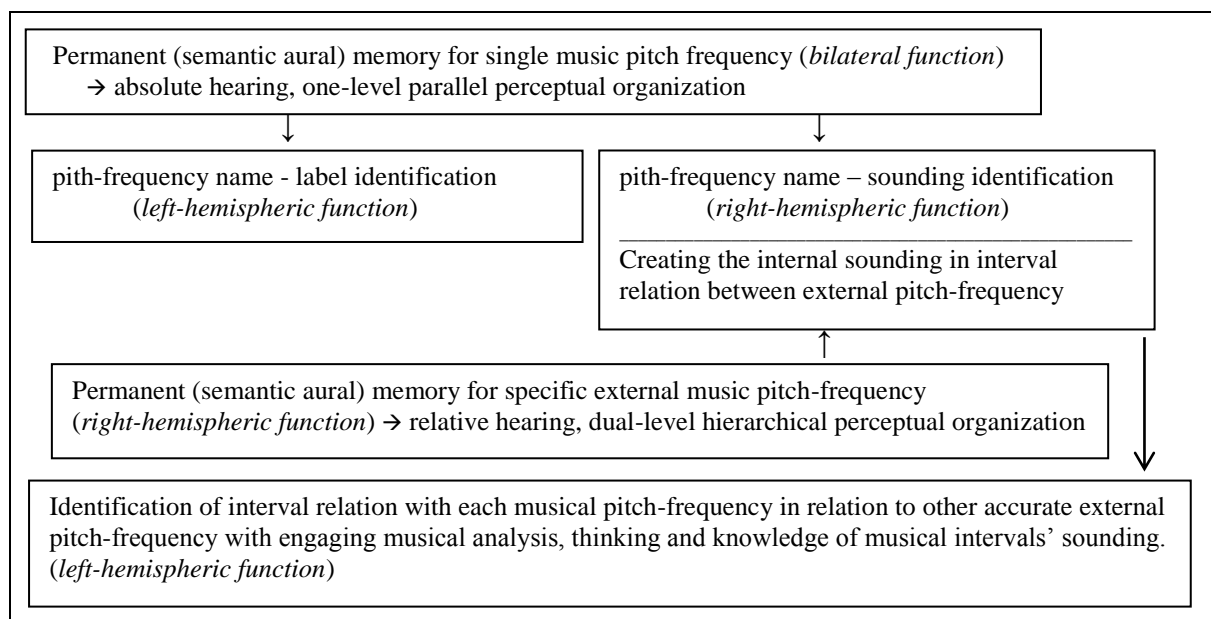 Permanent (semantic aural) memory for single music pitch frequency (bilateral function)
→ absolute hearing, one-level parallel perceptual organization
pith-frequency name - label identification
(left-hemispheric function)
pith-frequency name – sounding identification
(right-hemispheric function)
Creating the internal sounding in interval
relation between external pitch-frequency
Permanent (semantic aural) memory for specific external music pitch-frequency
(right-hemispheric function) → relative hearing, dual-level hierarchical perceptual organization
Identification of interval relation with each musical pitch-frequency in relation to other accurate external
pitch-frequency with engaging musical analysis, thinking and knowledge of musical intervals’ sounding.
(left-hemispheric function)